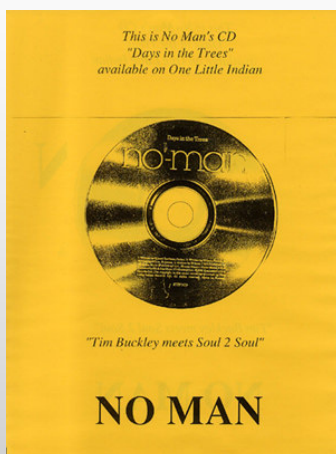 This is No Man's CD
"Days in the Trees"
available on One Little Indian
Days in the Trees
no-man
"Tim Buckley meets Soul 2 Soul"
NO MAN